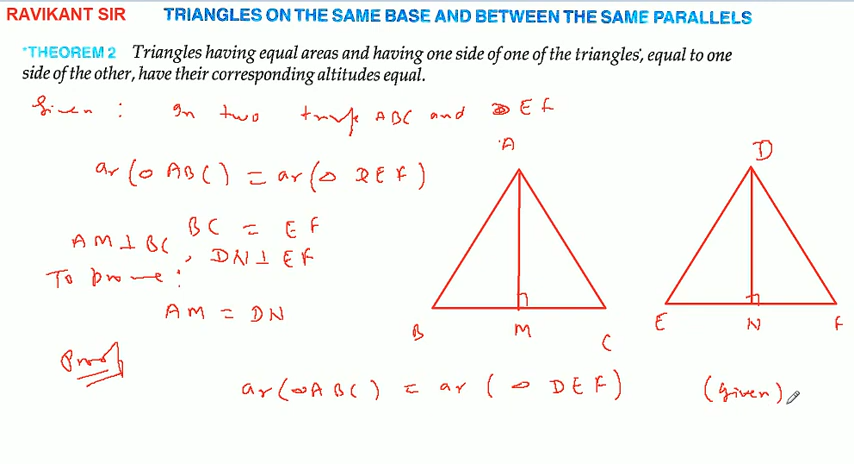 RAVIKANT SIR TRIANGLES ON THE SAME BASE AND BETWEEN THE SAME PARALLELS
*THEOREM 2 Triangles having equal areas and having one side of one of the triangles, equal to one
side of the other, have their corresponding altitudes equal.
Given : In two ABC and DEF
ar(△ABC) = ar(△DEF)
BC = EF
AM⊥BC, DN⊥EF
To prove:
AM = DN
Proof
A
D
B
M
C
E
N
F
ar(△ABC) = ar(△DEF) (given)